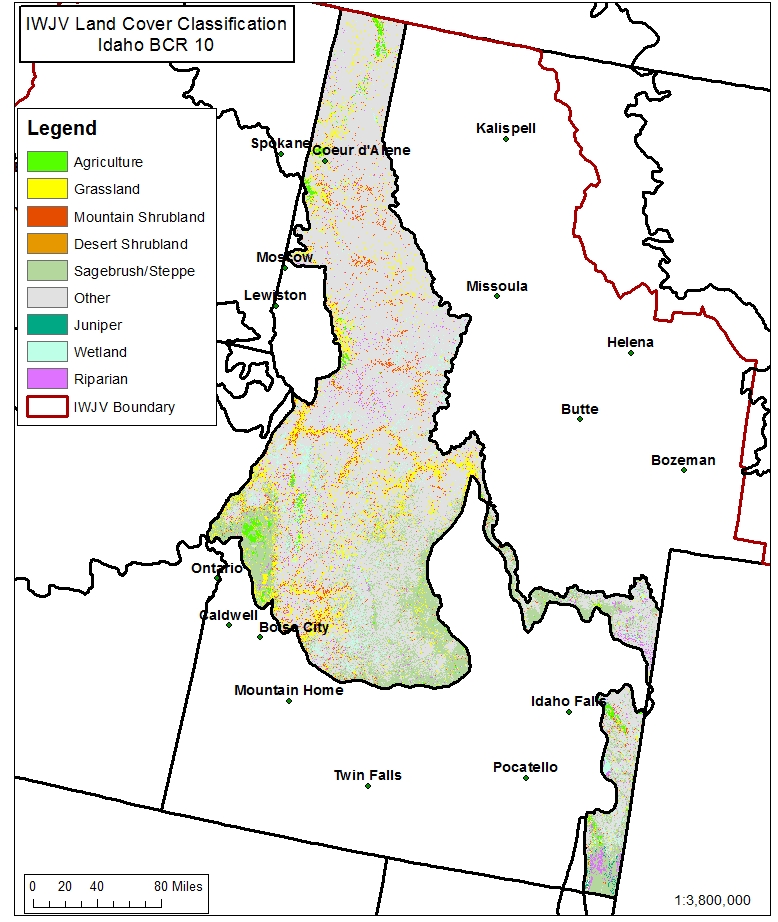 IWJV Land Cover Classification
Idaho BCR 10
Legend
Agriculture
Grassland
Mountain Shrubland
Desert Shrubland
Sagebrush/Steppe
Other
Juniper
Wetland
Riparian
IWJV Boundary
Kalispell
Spokane
Coeur d'Alene
Moscow
Missoula
Lewiston
Helena
Butte
Bozeman
Ontario
Caldwell
Boise City
Mountain Home
Idaho Falls
Pocatello
Twin Falls
0 20 40 80 Miles
1:3,800,000